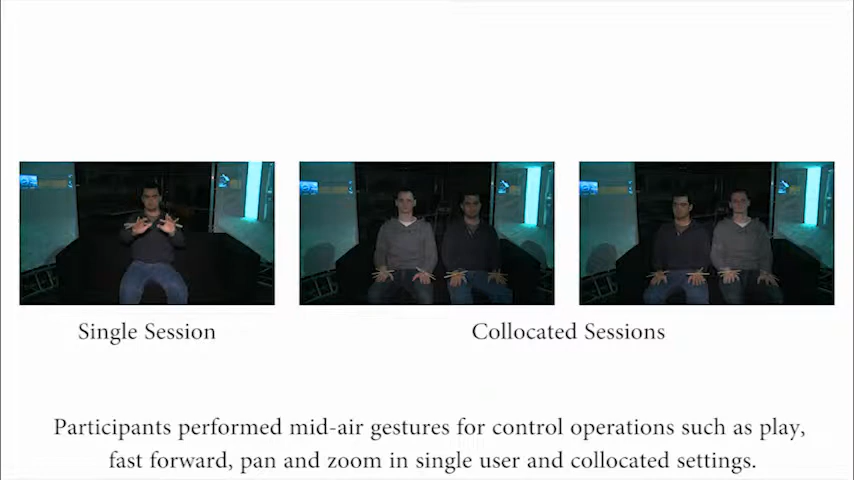 Single Session
Collocated Sessions
Participants performed mid-air gestures for control operations such as play,
fast forward, pan and zoom in single user and collocated settings.